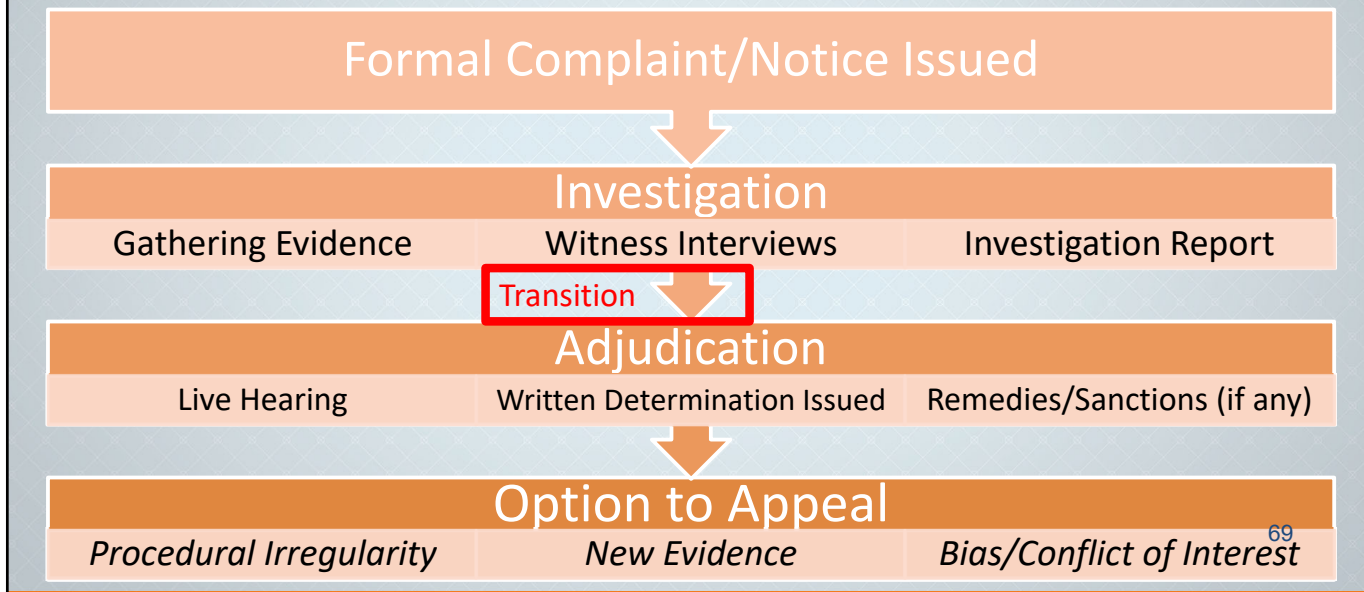 Formal Complaint/Notice Issued
Investigation
Gathering Evidence Witness Interviews Investigation Report
Transition
Adjudication
Live Hearing Written Determination Issued Remedies/Sanctions (if any)
Option to Appeal
Procedural Irregularity New Evidence Bias/Conflict of Interest
69